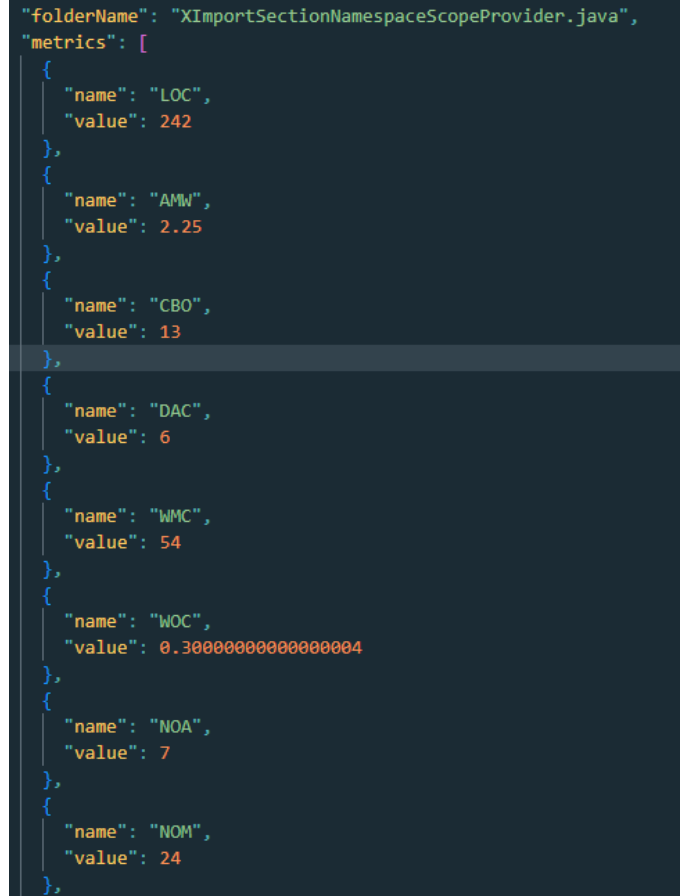 "folderName": "XImportSectionNamespaceScopeProvider.java",
"metrics": [
{
"name": "LOC",
"value": 242
},
{
"name": "AMW",
"value": 2.25
},
{
"name": "CBO",
"value": 13
},
{
"name": "DAC",
"value": 6
},
{
"name": "WMC",
"value": 54
},
{
"name": "WOC",
"value": 0.30000000000000004
},
{
"name": "NOA",
"value": 7
},
{
"name": "NOM",
"value": 24
},